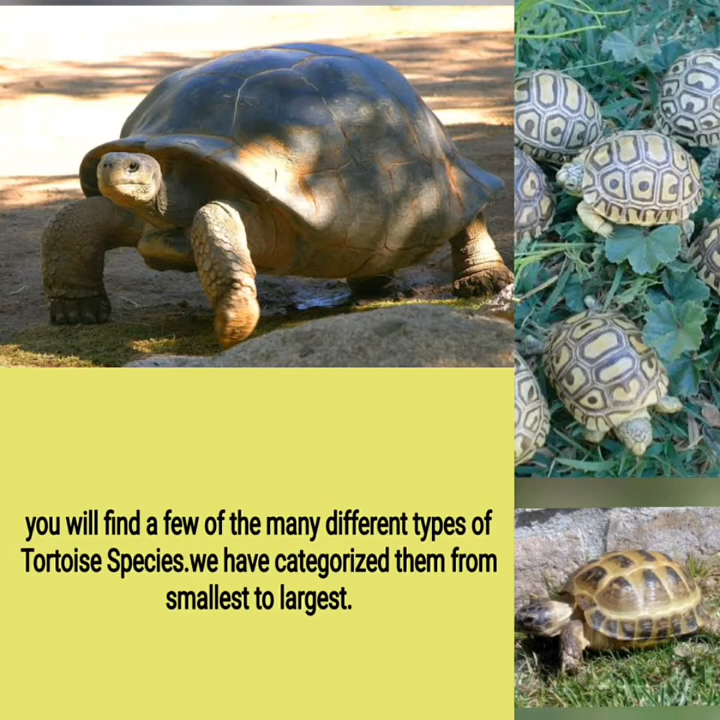 you will find a few of the many different types of
Tortoise Species.we have categorized them from
smallest to largest.